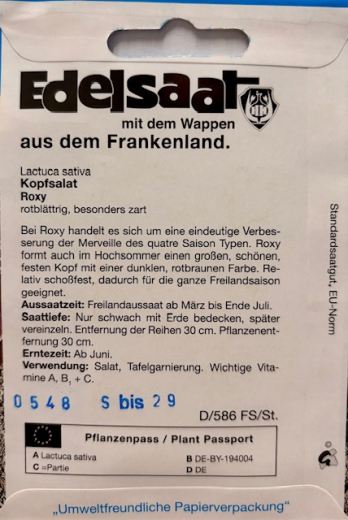 Edelsaat
mit dem Wappen
aus dem Frankenland.
Lactuca sativa
Kopfsalat
Roxy
rotblättrig, besonders zart
Bei Roxy handelt es sich um eine eindeutige Verbes-
serung der Merveille des quatre Saison Typen. Roxy
formt auch im Hochsommer einen großen, schönen,
festen Kopf mit einer dunklen, rotbraunen Farbe. Re-
lativ schoßfest, dadurch für die ganze Freilandsaison
geeignet.
Aussaatzeit: Freilandaussaat ab März bis Ende Juli.
Saattiefe: Nur schwach mit Erde bedecken, später
vereinzeln. Entfernung der Reihen 30 cm. Pflanzenent-
fernung 30 cm.
Erntezeit: Ab Juni.
Verwendung: Salat, Tafelgarnierung. Wichtige Vita-
mine A, B₁ + C.
0548 S bis 29
D/586 FS/St.
Pflanzenpass / Plant Passport
A Lactuca sativa B DE-BY-194004
C =Partie D DE
„Umweltfreundliche Papierverpackung"
Standardsaatgut, EU-Norm